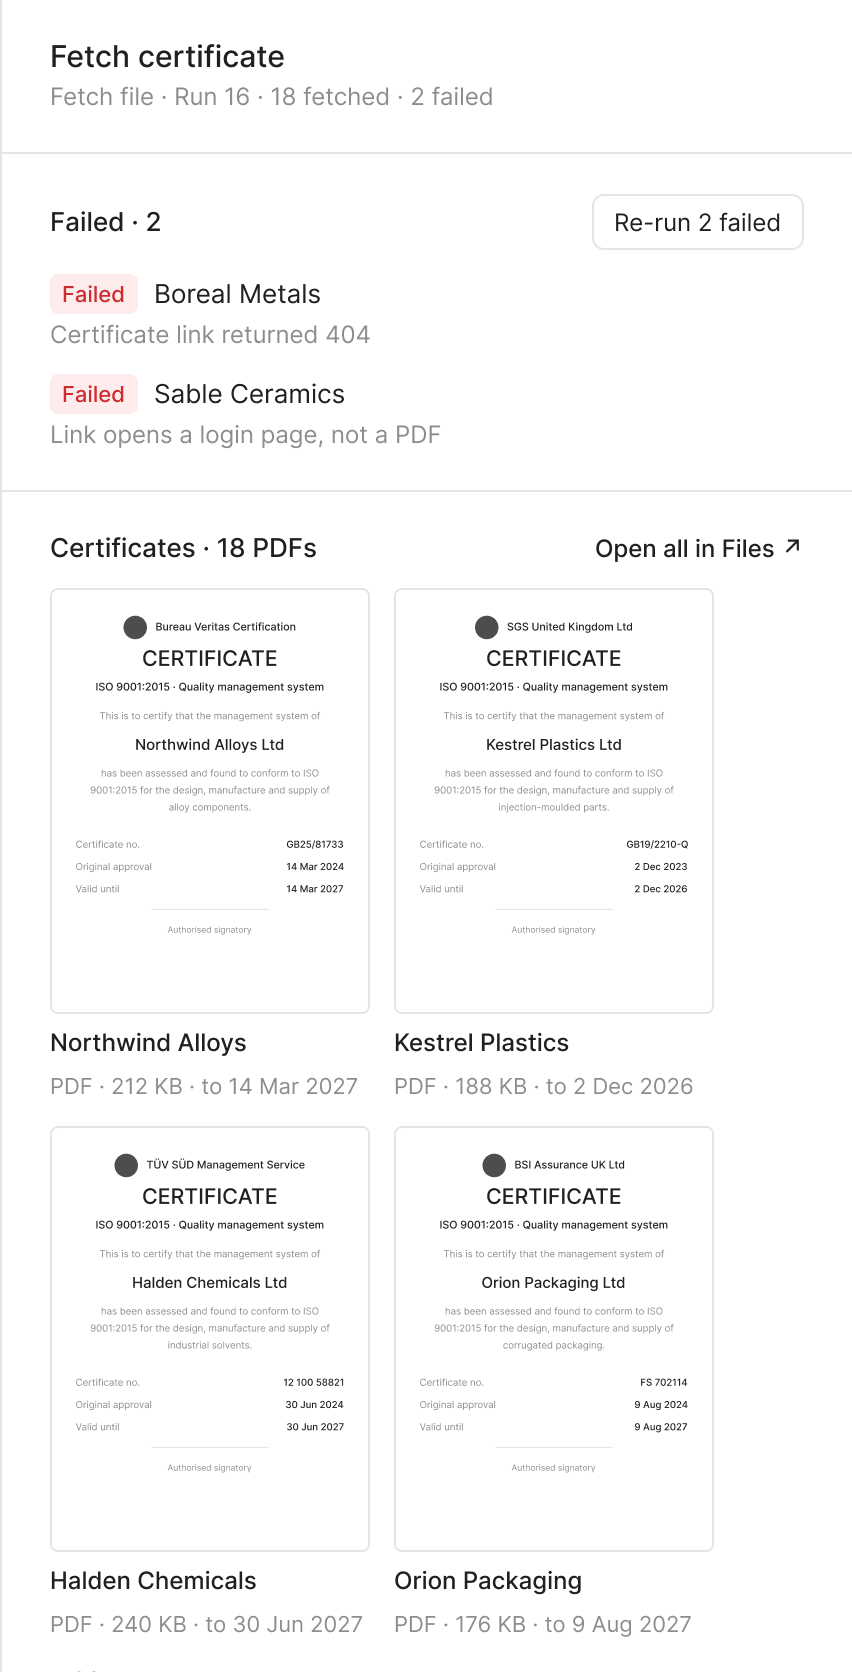 Fetch certificate
Fetch file · Run 16 · 18 fetched · 2 failed
Failed · 2
Re-run 2 failed
Failed Boreal Metals
Certificate link returned 404
Failed Sable Ceramics
Link opens a login page, not a PDF
Certificates · 18 PDFs
Open all in Files ↗
Bureau Veritas Certification
CERTIFICATE
ISO 9001:2015 · Quality management system
This is to certify that the management system of
Northwind Alloys Ltd
has been assessed and found to conform to ISO
9001:2015 for the design, manufacture and supply of
alloy components.
Certificate no. GB25/81733
Original approval 14 Mar 2024
Valid until 14 Mar 2027
Authorised signatory
Northwind Alloys
PDF · 212 KB · to 14 Mar 2027
SGS United Kingdom Ltd
CERTIFICATE
ISO 9001:2015 · Quality management system
This is to certify that the management system of
Kestrel Plastics Ltd
has been assessed and found to conform to ISO
9001:2015 for the design, manufacture and supply of
injection-moulded parts.
Certificate no. GB19/2210-Q
Original approval 2 Dec 2023
Valid until 2 Dec 2026
Authorised signatory
Kestrel Plastics
PDF · 188 KB · to 2 Dec 2026
TÜV SÜD Management Service
CERTIFICATE
ISO 9001:2015 · Quality management system
This is to certify that the management system of
Halden Chemicals Ltd
has been assessed and found to conform to ISO
9001:2015 for the design, manufacture and supply of
industrial solvents.
Certificate no. 12 100 58821
Original approval 30 Jun 2024
Valid until 30 Jun 2027
Authorised signatory
Halden Chemicals
PDF · 240 KB · to 30 Jun 2027
BSI Assurance UK Ltd
CERTIFICATE
ISO 9001:2015 · Quality management system
This is to certify that the management system of
Orion Packaging Ltd
has been assessed and found to conform to ISO
9001:2015 for the design, manufacture and supply of
corrugated packaging.
Certificate no. FS 702114
Original approval 9 Aug 2024
Valid until 9 Aug 2027
Authorised signatory
Orion Packaging
PDF · 176 KB · to 9 Aug 2027